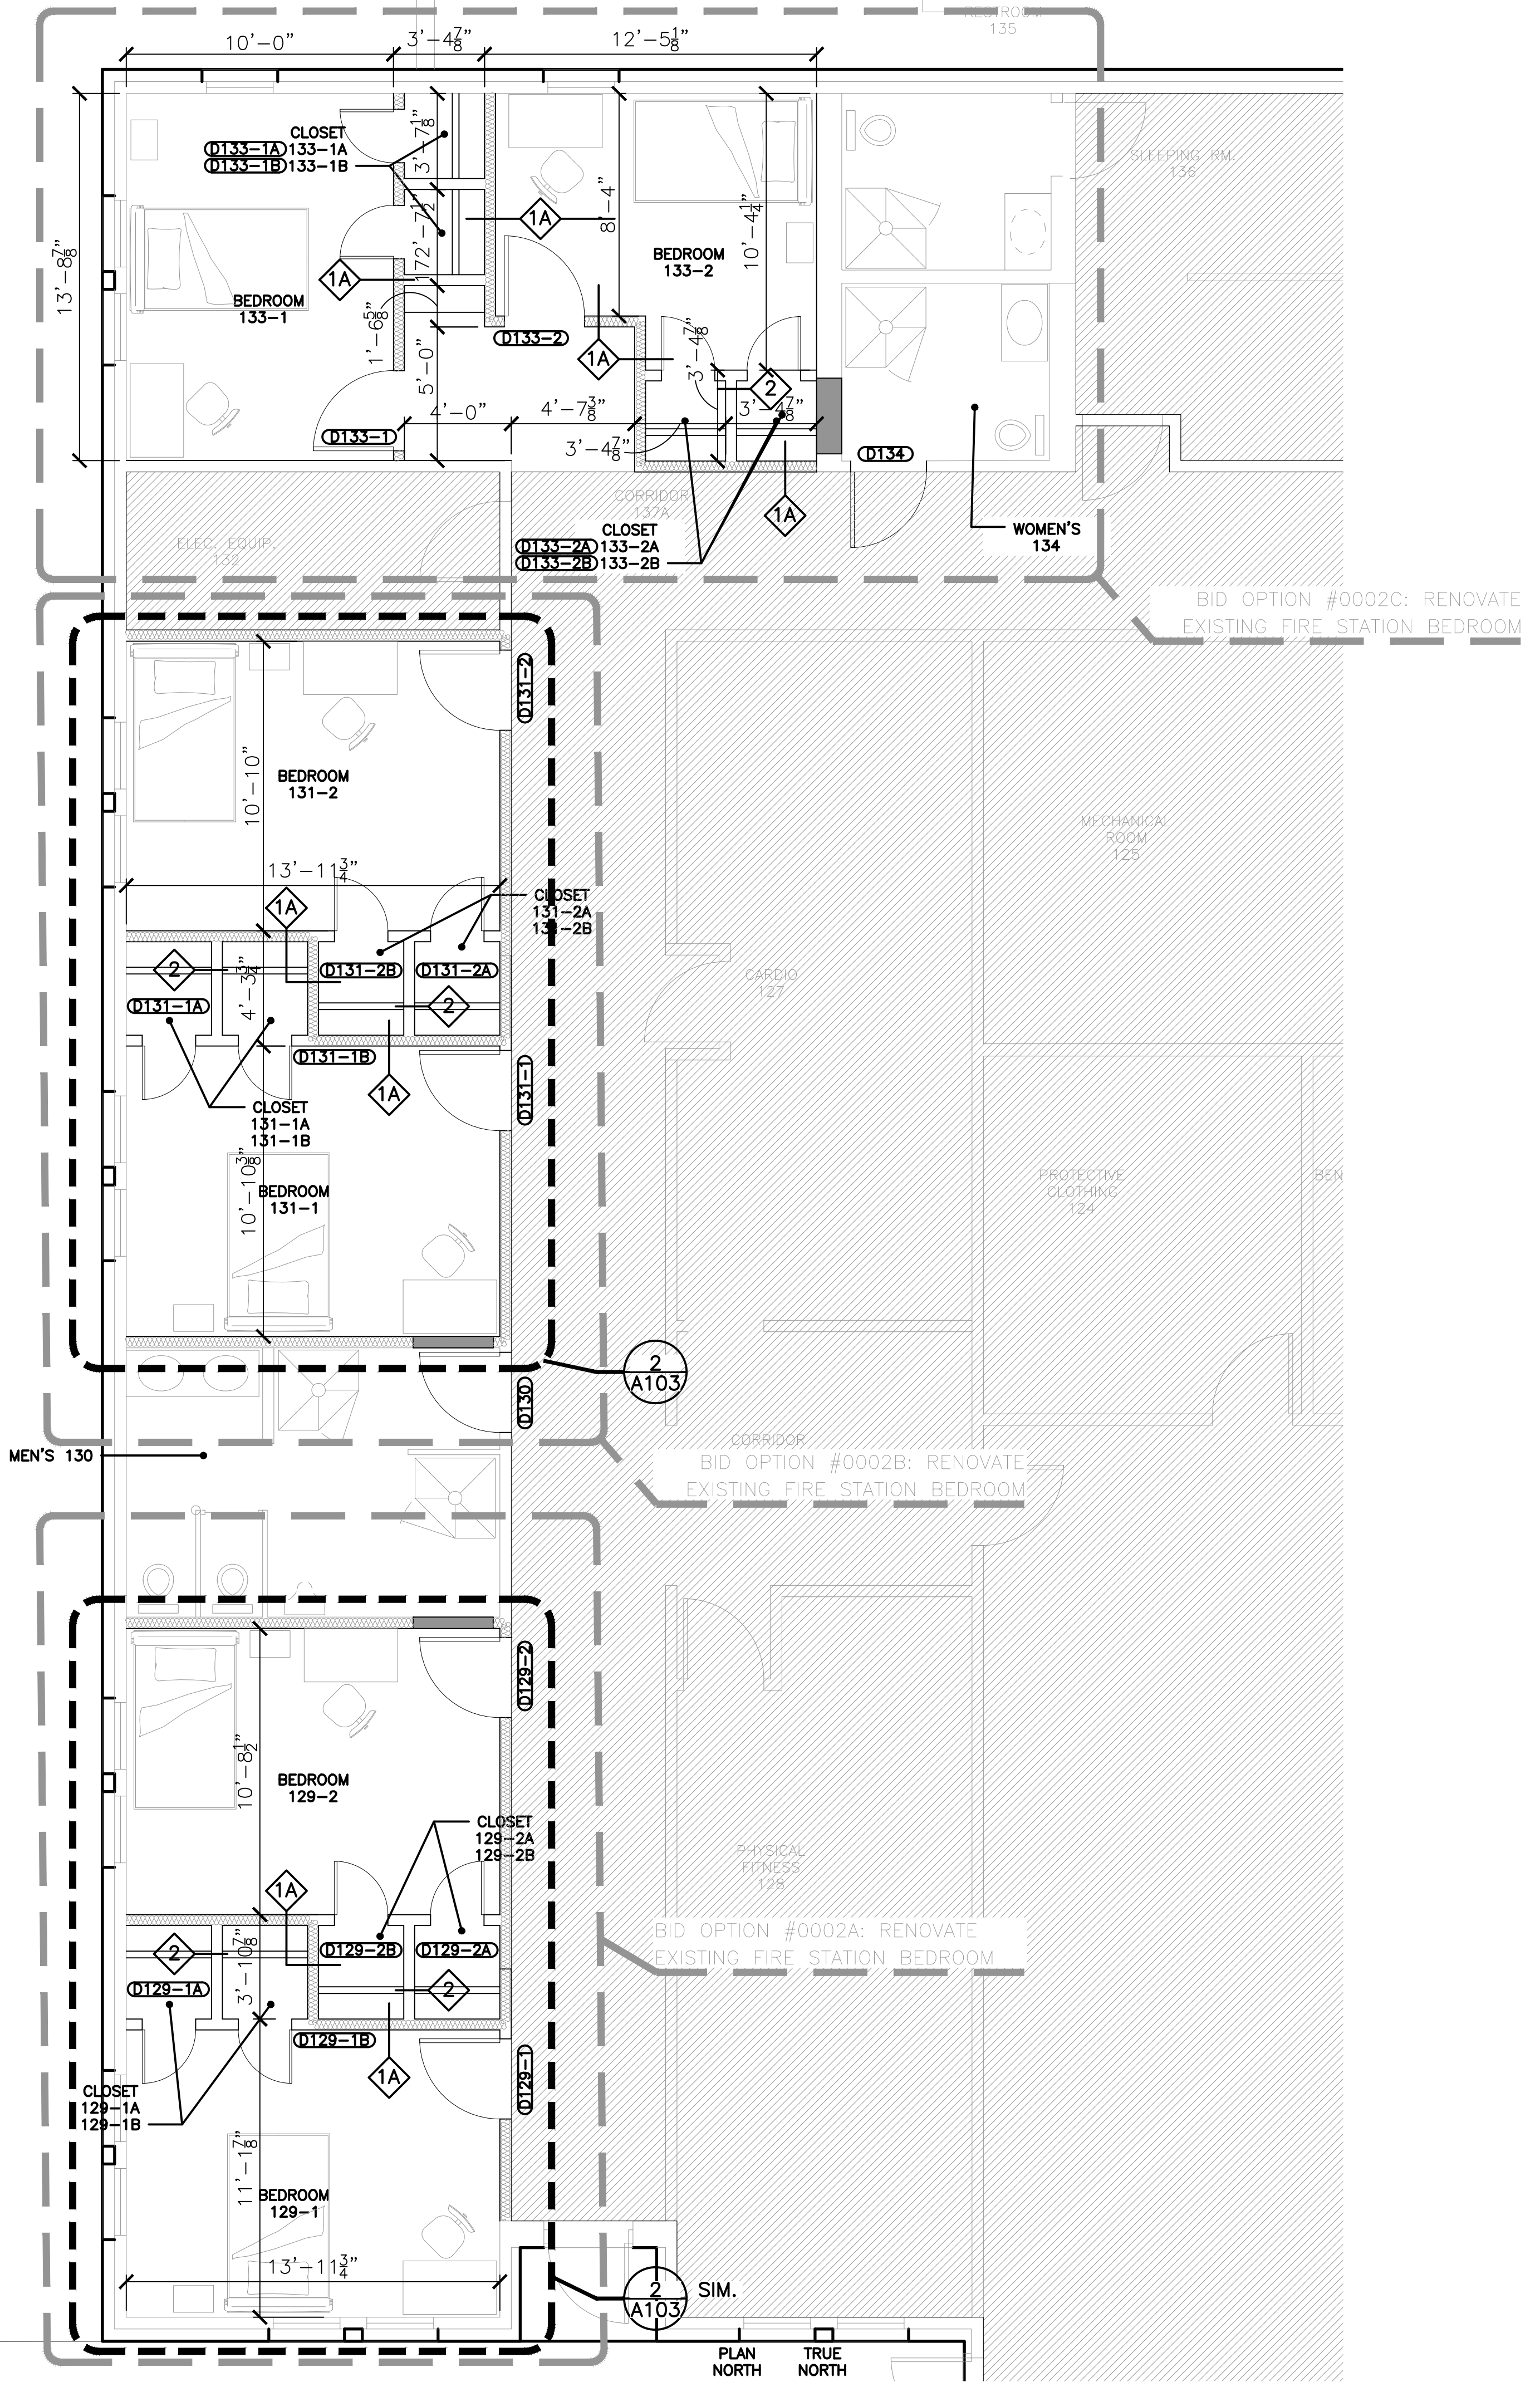 RESTROOM
135
10'-0"
3'-4 7/8"
12'-5 1/8"
3'-7 1/8"
CLOSET
D133-1A 133-1A
D133-1B 133-1B
SLEEPING RM.
136
1A
8'-4"
10'-4 1/4"
BEDROOM
133-2
13'-8 7/8"
1A
BEDROOM
133-1
1'-6 5/8"
D133-2
1A
3'-4 7/8"
2
5'-0"
4'-0"
4'-7 3/8"
3'-4 7/8"
D133-1
3'-4 7/8"
D134
CORRIDOR
137A
1A
CLOSET
D133-2A 133-2A
D133-2B 133-2B
WOMEN'S
134
ELEC. EQUIP.
132
BID OPTION #0002C: RENOVATE
EXISTING FIRE STATION BEDROOM
D131-2
BEDROOM
131-2
10'-10"
MECHANICAL
ROOM
125
13'-11 3/4"
1A
CLOSET
131-2A
131-2B
2
D131-2B
D131-2A
CARDIO
127
D131-1A
4'-3 3/4"
2
D131-1B
D131-1
1A
CLOSET
131-1A
131-1B
10'-10 3/8"
BEDROOM
131-1
PROTECTIVE
CLOTHING
124
BEN
2
A103
D130
MEN'S 130
CORRIDOR
BID OPTION #0002B: RENOVATE
EXISTING FIRE STATION BEDROOM
D129-2
10'-8 1/2"
BEDROOM
129-2
CLOSET
129-2A
129-2B
PHYSICAL
FITNESS
128
1A
BID OPTION #0002A: RENOVATE
EXISTING FIRE STATION BEDROOM
2
D129-2B
D129-2A
3'-10 7/8"
D129-1A
2
D129-1B
D129-1
1A
CLOSET
129-1A
129-1B
11'-1 7/8"
BEDROOM
129-1
13'-11 3/4"
2
A103
SIM.
PLAN
NORTH
TRUE
NORTH